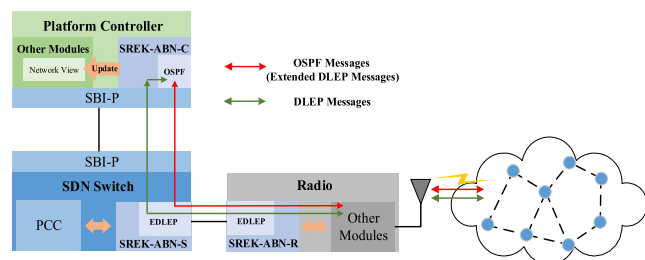 Platform Controller
Other Modules
SREK-ABN-C
Network View
Update
OSPF
SBI-P
OSPF Messages
(Extended DLEP Messages)
DLEP Messages
SBI-P
SDN Switch
PCC
EDLEP
SREK-ABN-S
Radio
EDLEP
SREK-ABN-R
Other
Modules